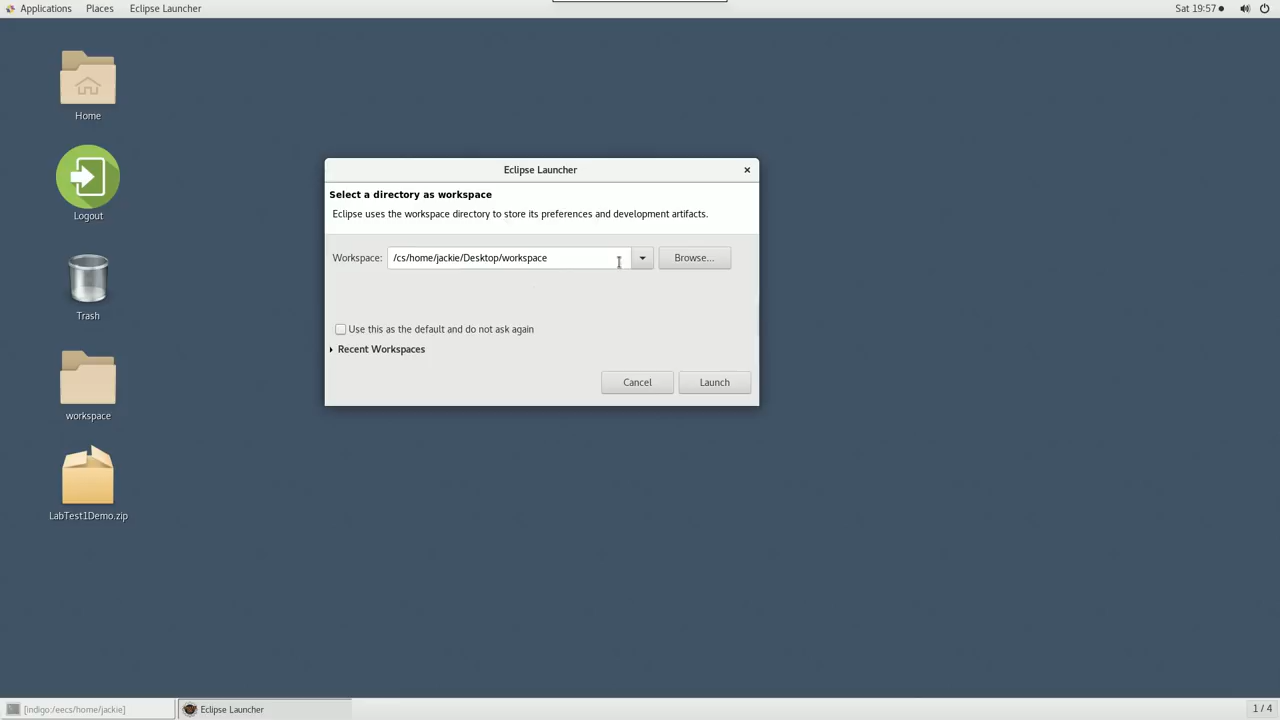 Applications Places Eclipse Launcher Sat 19:57
Home
Logout
Trash
workspace
LabTest1Demo.zip
Eclipse Launcher
Select a directory as workspace
Eclipse uses the workspace directory to store its preferences and development artifacts.
Workspace: /cs/home/jackie/Desktop/workspace Browse...
Use this as the default and do not ask again
Recent Workspaces
Cancel Launch
[indigo:/eecs/home/jackie] Eclipse Launcher 1 / 4